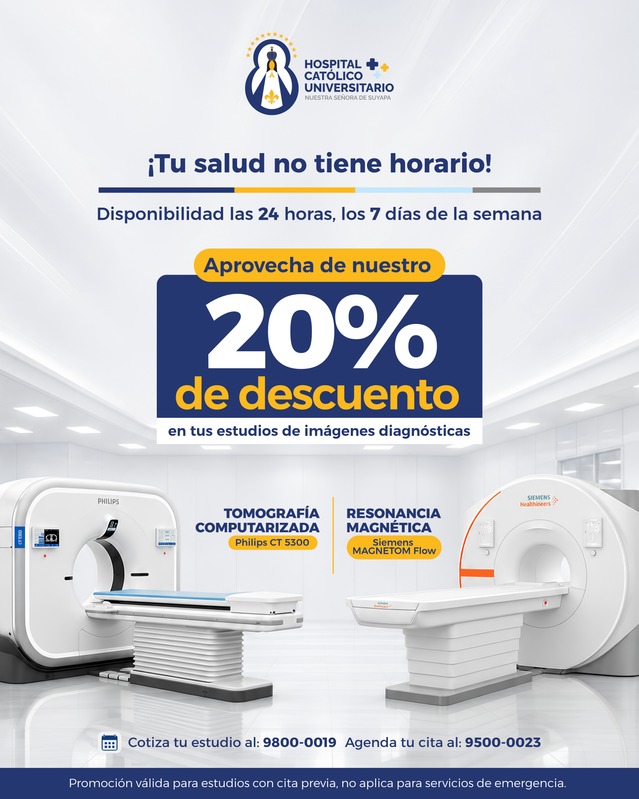 HOSPITAL
CATÓLICO
UNIVERSITARIO
NUESTRA SEÑORA DE SUYAPA
¡Tu salud no tiene horario!
Disponibilidad las 24 horas, los 7 días de la semana
Aprovecha de nuestro
20%
de descuento
en tus estudios de imágenes diagnósticas
TOMOGRAFÍA
COMPUTARIZADA
Philips CT 5300
RESONANCIA
MAGNÉTICA
Siemens
MAGNETOM Flow
PHILIPS
SIEMENS
Healthineers
Cotiza tu estudio al: 9800-0019 Agenda tu cita al: 9500-0023
Promoción válida para estudios con cita previa, no aplica para servicios de emergencia.